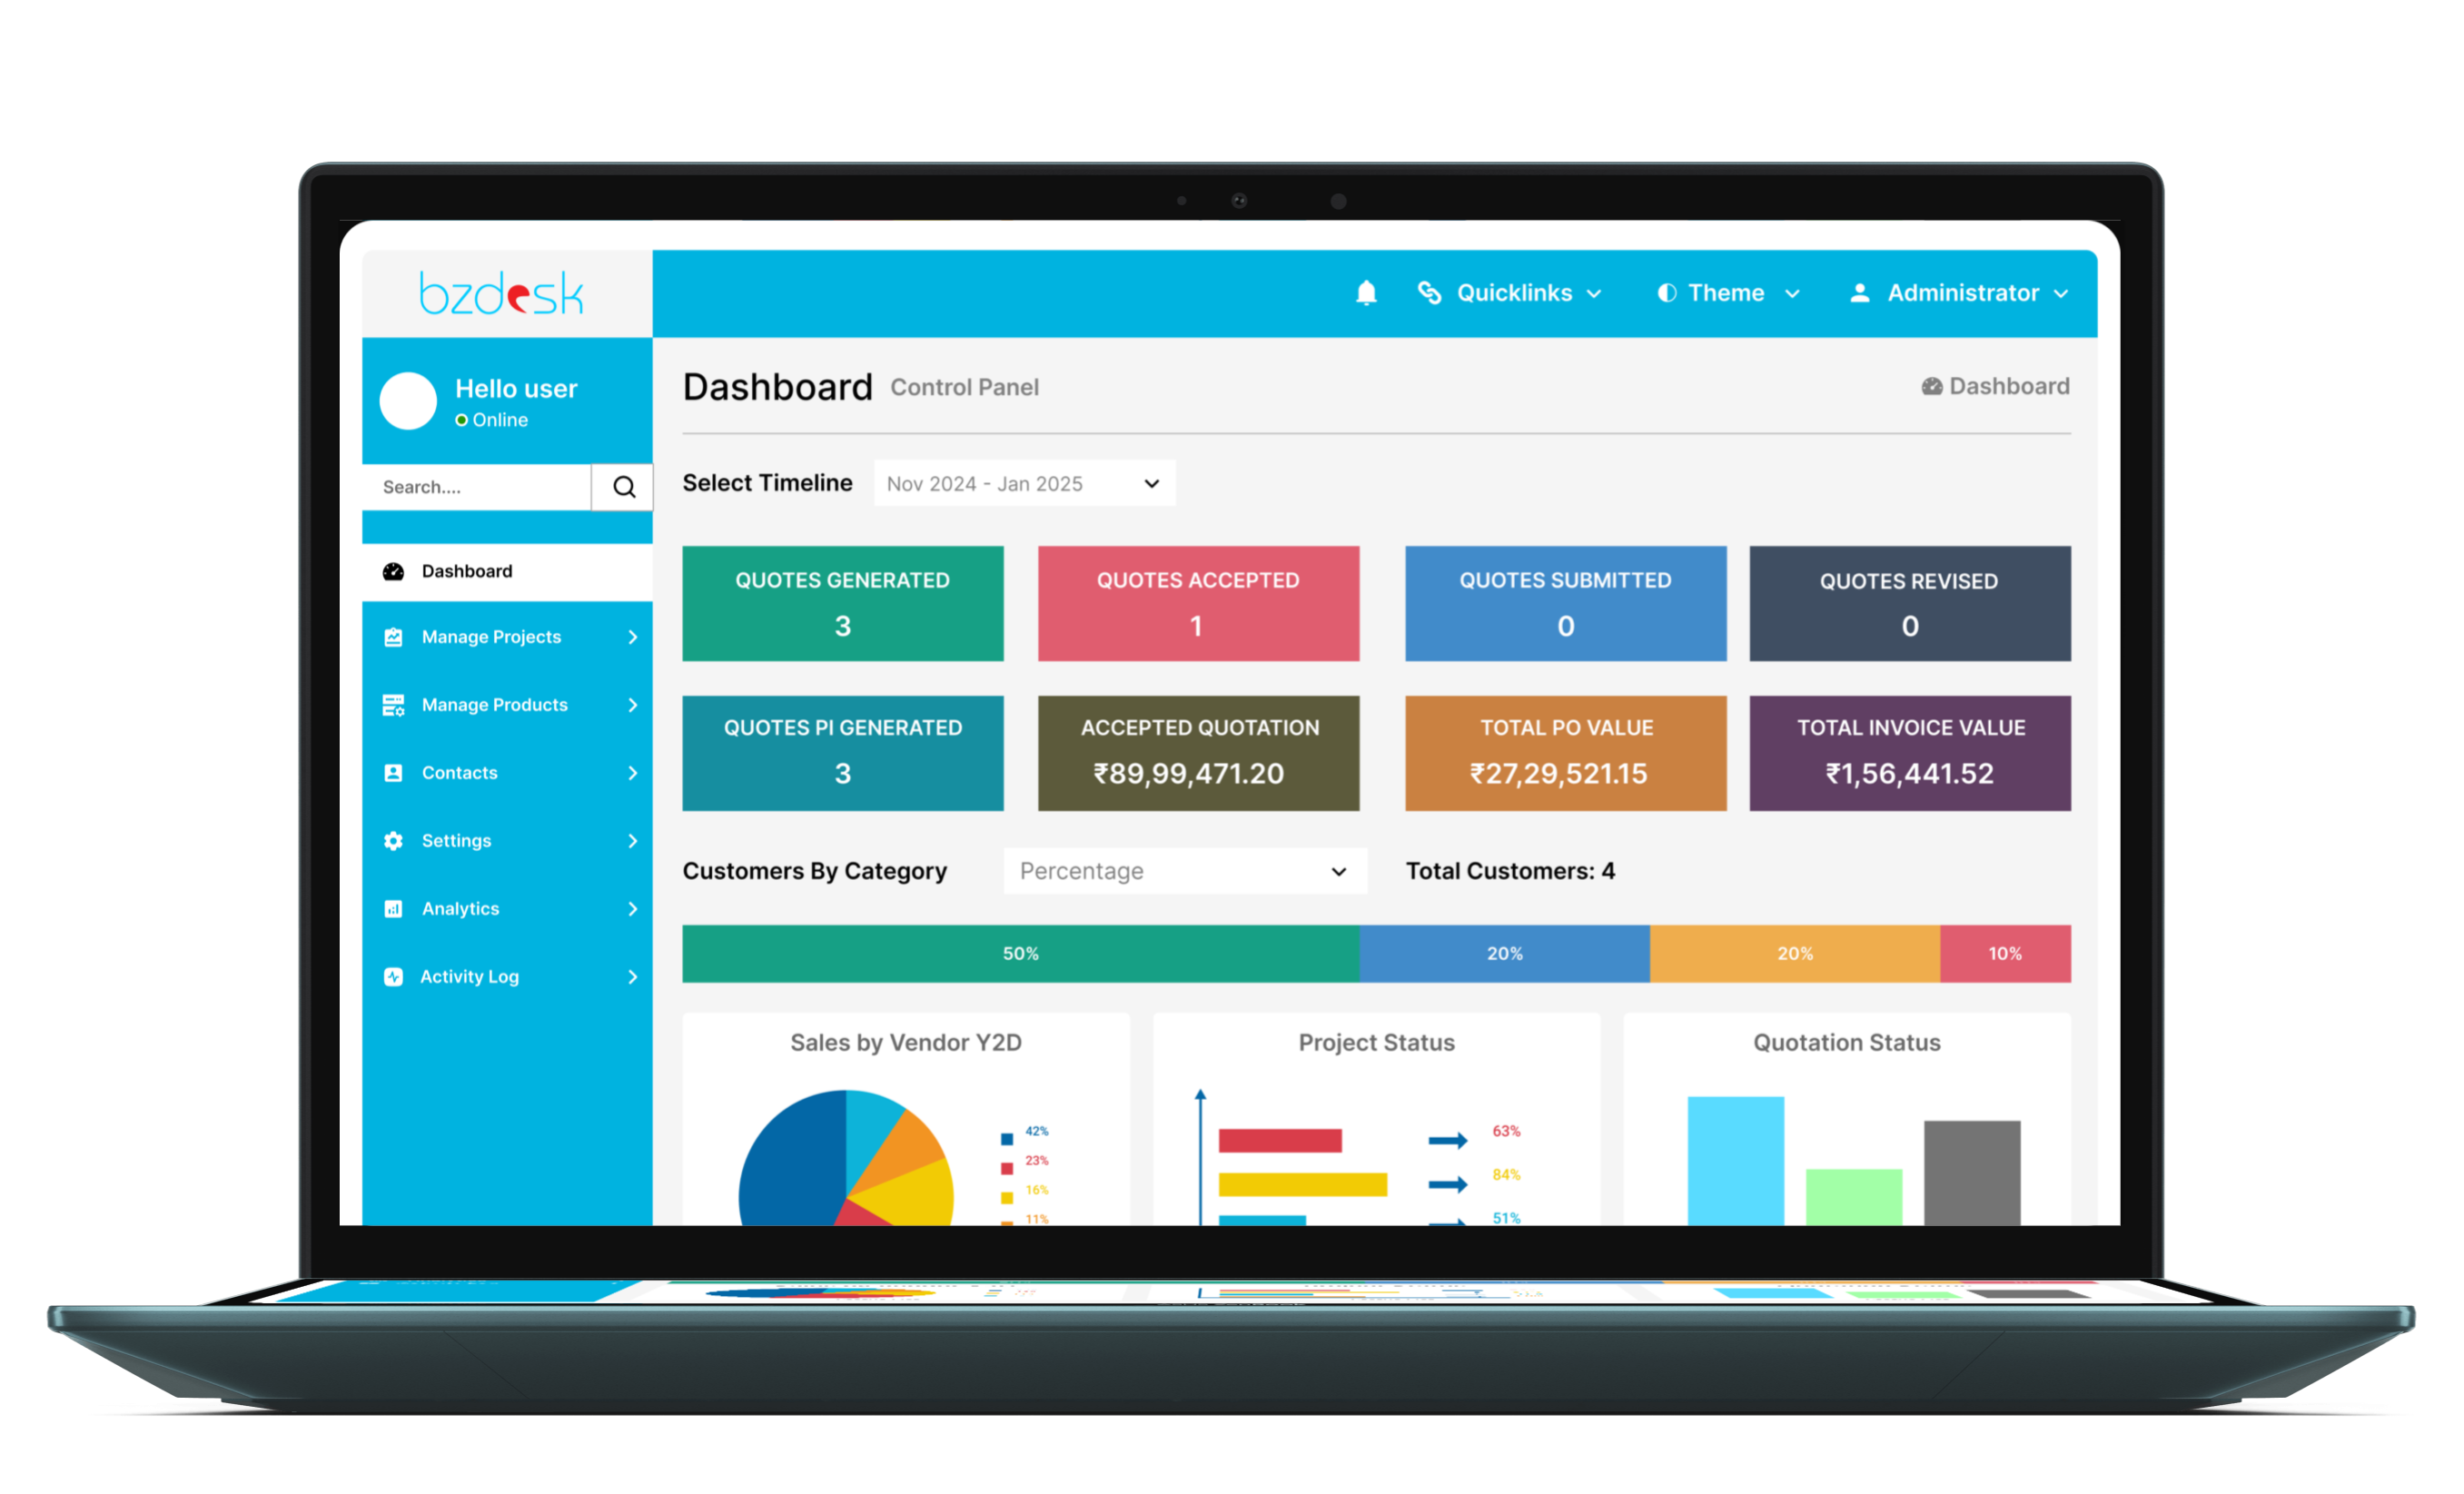 bzdesk
Quicklinks
Theme
Administrator
Hello user
Online
Search....
Dashboard
Manage Projects
Manage Products
Contacts
Settings
Analytics
Activity Log
Dashboard Control Panel
Dashboard
Select Timeline Nov 2024 - Jan 2025
QUOTES GENERATED
3
QUOTES ACCEPTED
1
QUOTES SUBMITTED
0
QUOTES REVISED
0
QUOTES PI GENERATED
3
ACCEPTED QUOTATION
₹89,99,471.20
TOTAL PO VALUE
₹27,29,521.15
TOTAL INVOICE VALUE
₹1,56,441.52
Customers By Category Percentage Total Customers: 4
50% 20% 20% 10%
Sales by Vendor Y2D
42%
23%
16%
11%
Project Status
63%
84%
51%
Quotation Status